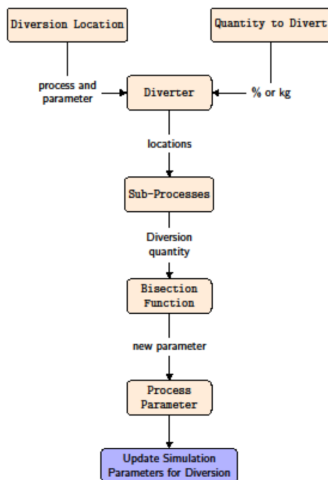 Diversion Location
Quantity to Divert
process and
parameter
Diverter
% or kg
locations
Sub-Processes
Diversion
quantity
Bisection
Function
new parameter
Process
Parameter
Update Simulation
Parameters for Diversion